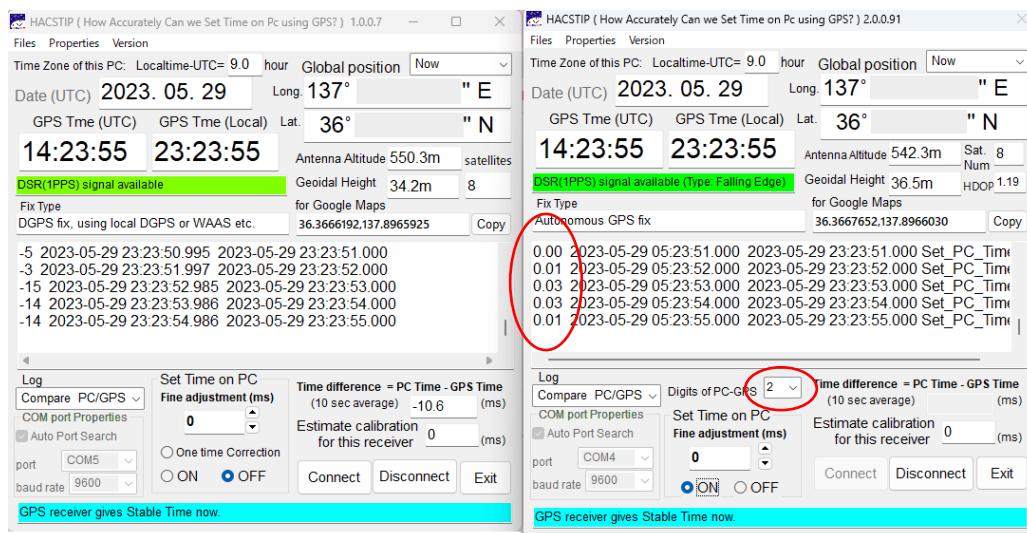 HACSTIP ( How Accurately Can we Set Time on Pc using GPS? ) 1.0.0.7
Files Properties Version
Time Zone of this PC: Localtime-UTC= 9.0 hour Global position Now
Date (UTC) 2023. 05. 29 Long. 137° " E
GPS Tme (UTC) GPS Tme (Local) Lat. 36° " N
14:23:55 23:23:55 Antenna Altitude 550.3m satellites
DSR(1PPS) signal available Geoidal Height 34.2m 8
Fix Type for Google Maps
DGPS fix, using local DGPS or WAAS etc. 36.3666192,137.8965925 Copy
-5 2023-05-29 23:23:50.995 2023-05-29 23:23:51.000
-3 2023-05-29 23:23:51.997 2023-05-29 23:23:52.000
-15 2023-05-29 23:23:52.985 2023-05-29 23:23:53.000
-14 2023-05-29 23:23:53.986 2023-05-29 23:23:54.000
-14 2023-05-29 23:23:54.986 2023-05-29 23:23:55.000
Log Set Time on PC Time difference = PC Time - GPS Time
Compare PC/GPS Fine adjustment (ms) (10 sec average) -10.6 (ms)
COM port Properties 0 Estimate calibration
Auto Port Search for this receiver 0 (ms)
One time Correction
port COM5 ON OFF Connect Disconnect Exit
baud rate 9600
GPS receiver gives Stable Time now.
HACSTIP ( How Accurately Can we Set Time on Pc using GPS? ) 2.0.0.91
Files Properties Version
Time Zone of this PC: Localtime-UTC= 9.0 hour Global position Now
Date (UTC) 2023. 05. 29 Long. 137° " E
GPS Tme (UTC) GPS Tme (Local) Lat. 36° " N
14:23:55 23:23:55 Antenna Altitude 542.3m Sat. Num 8
DSR(1PPS) signal available (Type: Falling Edge) Geoidal Height 36.5m HDOP 1.19
Fix Type for Google Maps
Autonomous GPS fix 36.3667652,137.8966030 Copy
0.00 2023-05-29 05:23:51.000 2023-05-29 23:23:51.000 Set_PC_Time
0.01 2023-05-29 05:23:52.000 2023-05-29 23:23:52.000 Set_PC_Time
0.03 2023-05-29 05:23:53.000 2023-05-29 23:23:53.000 Set_PC_Time
0.03 2023-05-29 05:23:54.000 2023-05-29 23:23:54.000 Set_PC_Time
0.01 2023-05-29 05:23:55.000 2023-05-29 23:23:55.000 Set_PC_Time
Log Digits of PC-GPS 2 Time difference = PC Time - GPS Time
Compare PC/GPS (10 sec average) (ms)
COM port Properties Set Time on PC Estimate calibration
Auto Port Search Fine adjustment (ms) for this receiver 0 (ms)
port COM4 0 Connect Disconnect Exit
baud rate 9600 ON OFF
GPS receiver gives Stable Time now.